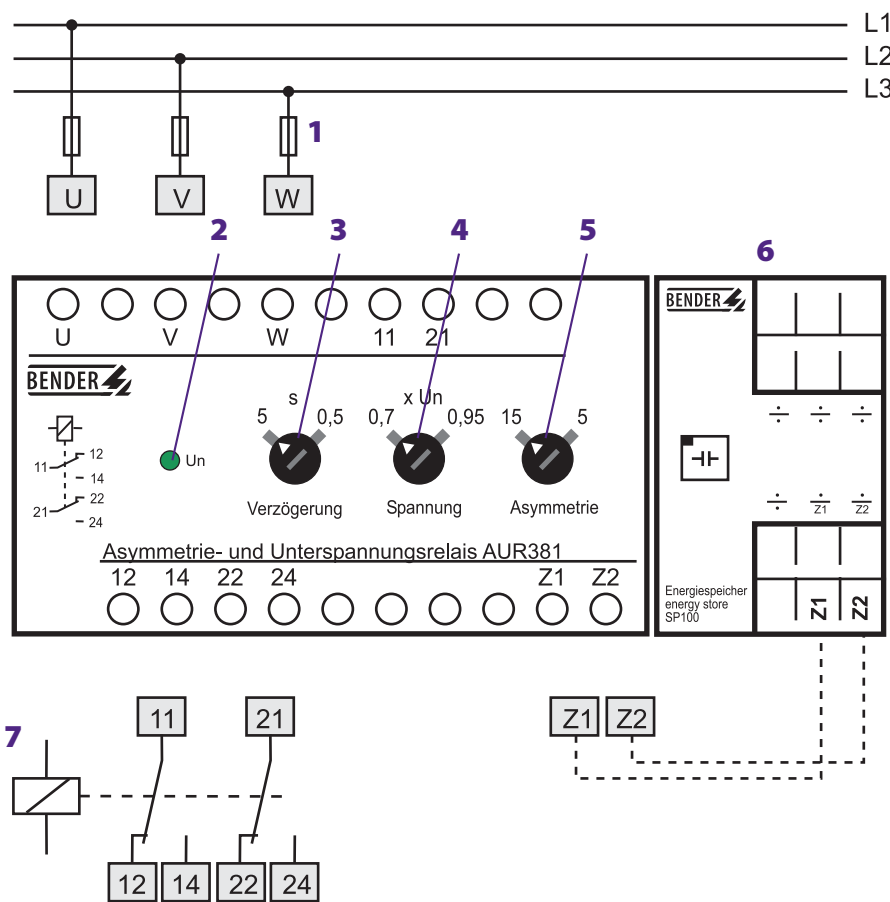 L1
L2
L3
1
U V W
2 3 4 5 6
U V W 11 21
BENDER
BENDER
s x Un
5 0,5 0,7 0,95 15 5
÷ ÷ ÷
11 12
14
21 22
24
Un
Verzögerung Spannung Asymmetrie
÷ ÷ ÷
Z1 Z2
Asymmetrie- und Unterspannungsrelais AUR381
12 14 22 24 Z1 Z2
Energiespeicher
energy store
SP100
Z1 Z2
7
11 21
Z1 Z2
12 14 22 24